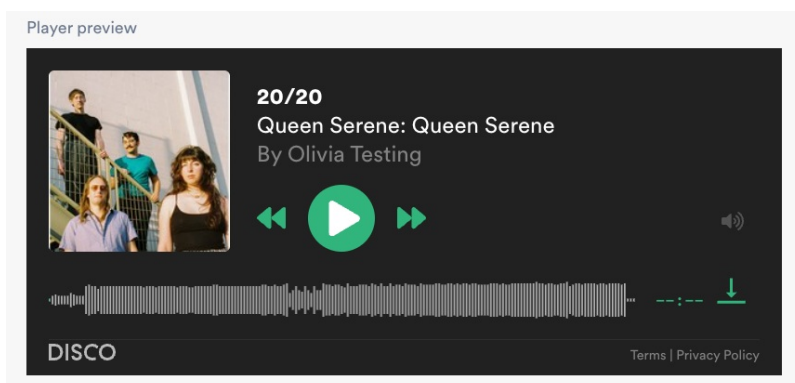 Player preview
20/20
Queen Serene: Queen Serene
By Olivia Testing
--:--
DISCO
Terms | Privacy Policy